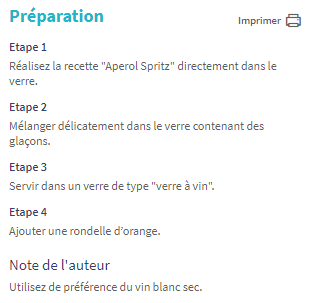 Préparation
Imprimer
Etape 1
Réalisez la recette "Aperol Spritz" directement dans le
verre.
Etape 2
Mélanger délicatement dans le verre contenant des
glaçons.
Etape 3
Servir dans un verre de type "verre à vin".
Etape 4
Ajouter une rondelle d'orange.
Note de l'auteur
Utilisez de préférence du vin blanc sec.